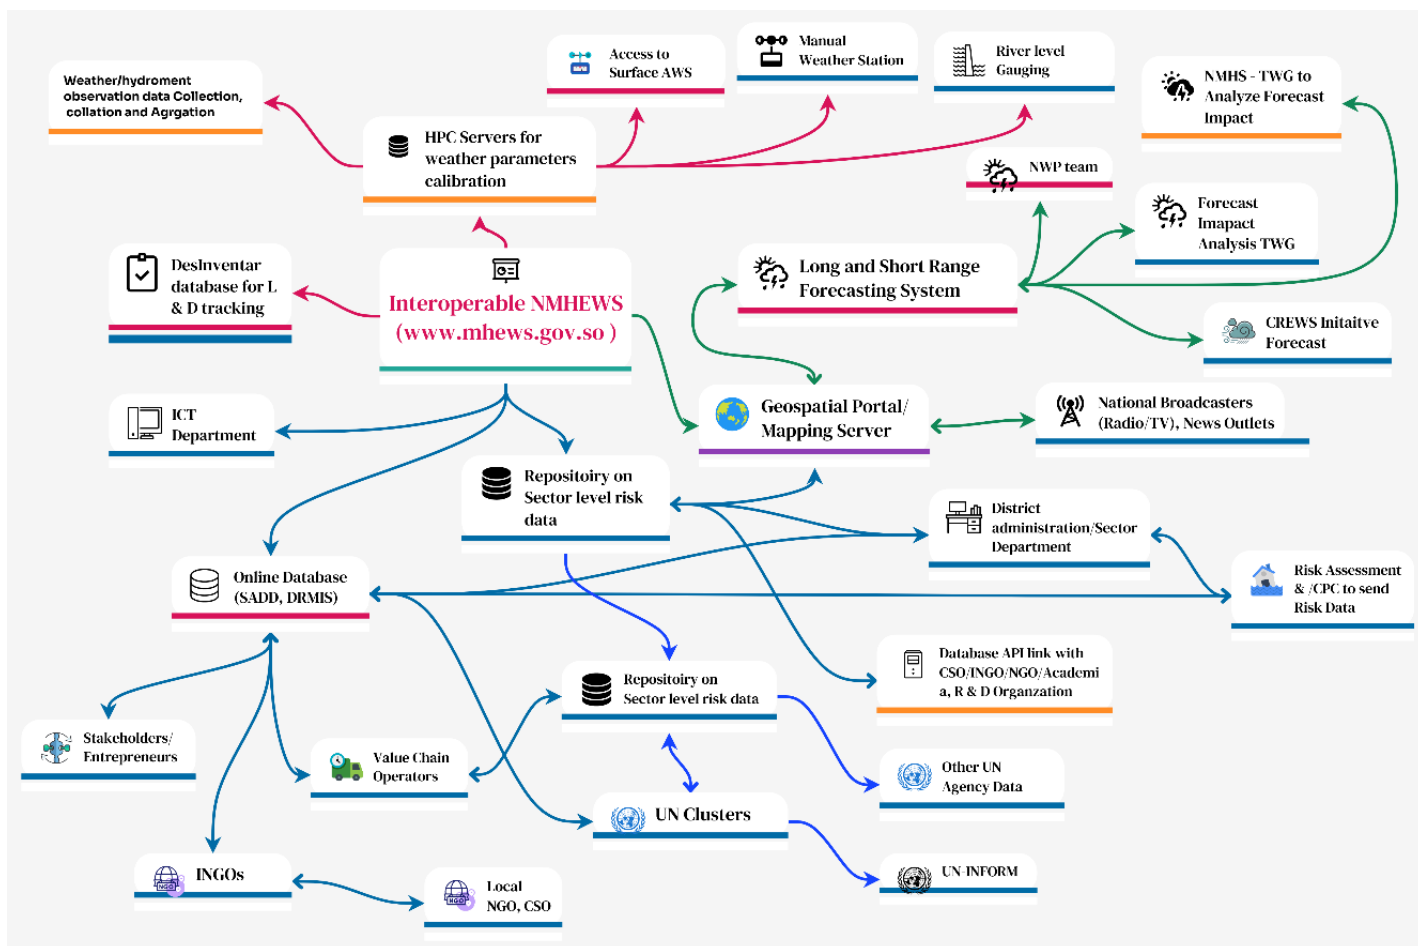 Weather/hydroment
observation data Collection,
collation and Agrgation
Access to
Surface AWS
Manual
Weather Station
River level
Gauging
NMHS - TWG to
Analyze Forecast
Impact
HPC Servers for
weather parameters
calibration
NWP team
Forecast
Imapact
Analysis TWG
DesInventar
database for L
& D tracking
Interoperable NMHEWS
(www.mhews.gov.so )
Long and Short Range
Forecasting System
CREWS Initaitve
Forecast
ICT
Department
Geospatial Portal/
Mapping Server
National Broadcasters
(Radio/TV), News Outlets
Repositoiry on
Sector level risk
data
District
administration/Sector
Department
Online Database
(SADD, DRMIS)
Risk Assessment
& /CPC to send
Risk Data
Repositoiry on
Sector level risk data
Database API link with
CSO/INGO/NGO/Academi
a, R & D Organzation
Stakeholders/
Entrepreneurs
Value Chain
Operators
Other UN
Agency Data
UN Clusters
INGOs
NGO
Local
NGO, CSO
NGO
UN-INFORM